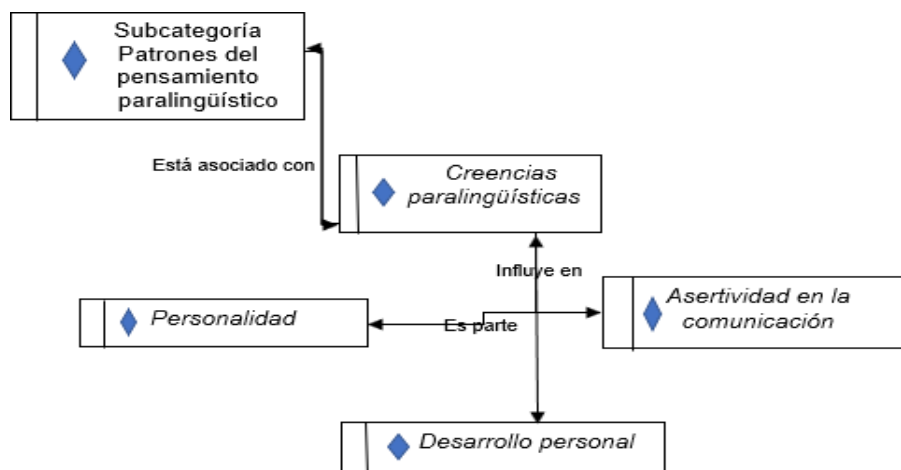 Subcategoría
Patrones del
pensamiento
paralingüístico
Está asociado con
Creencias
paralingüísticas
Influye en
Asertividad en la
comunicación
Personalidad
Es parte
Desarrollo personal